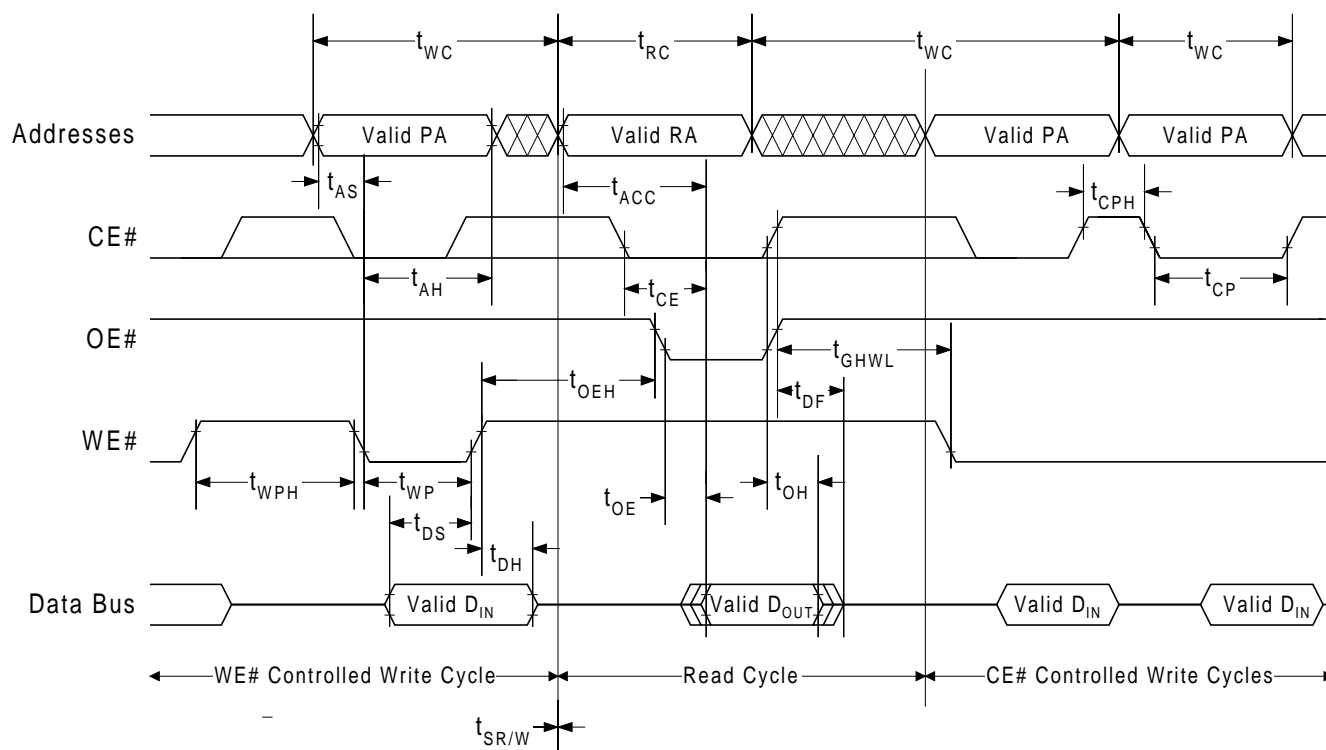 tWC tRC tWC tWC
Addresses Valid PA Valid RA Valid PA Valid PA
tAS tACC tCPH
CE#
tAH tCE tCP
OE#
tOEH tGHWL
tDF
WE#
tWPH tWP tOE tOH
tDS
tDH
Data Bus Valid DIN Valid DOUT Valid DIN Valid DIN
WE# Controlled Write Cycle Read Cycle CE# Controlled Write Cycles
tSR/W